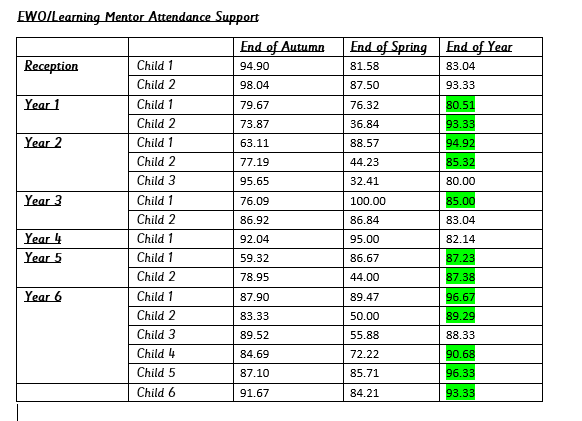 EWO/Learning Mentor Attendance Support
End of Autumn End of Spring End of Year
Reception Child 1 94.90 81.58 83.04
Child 2 98.04 87.50 93.33
Year 1 Child 1 79.67 76.32 80.51
Child 2 73.87 36.84 93.33
Year 2 Child 1 63.11 88.57 94.92
Child 2 77.19 44.23 85.32
Child 3 95.65 32.41 80.00
Year 3 Child 1 76.09 100.00 85.00
Child 2 86.92 86.84 83.04
Year 4 Child 1 92.04 95.00 82.14
Year 5 Child 1 59.32 86.67 87.23
Child 2 78.95 44.00 87.38
Year 6 Child 1 87.90 89.47 96.67
Child 2 83.33 50.00 89.29
Child 3 89.52 55.88 88.33
Child 4 84.69 72.22 90.68
Child 5 87.10 85.71 96.33
Child 6 91.67 84.21 93.33